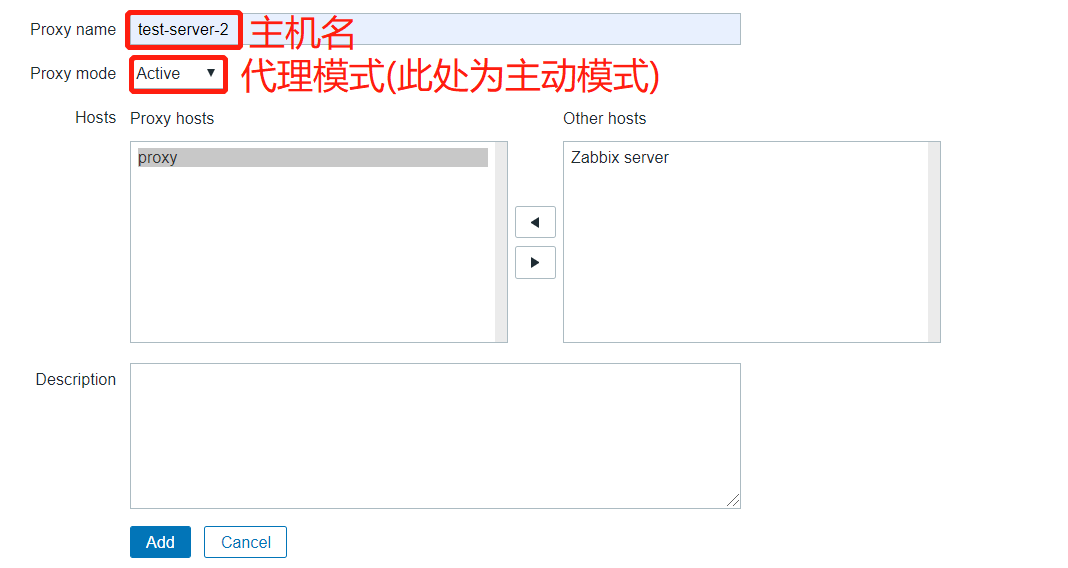 Proxy name test-server-2 主机名
Proxy mode Active 代理模式(此处为主动模式)
Hosts Proxy hosts Other hosts
proxy Zabbix server
Description
Add Cancel